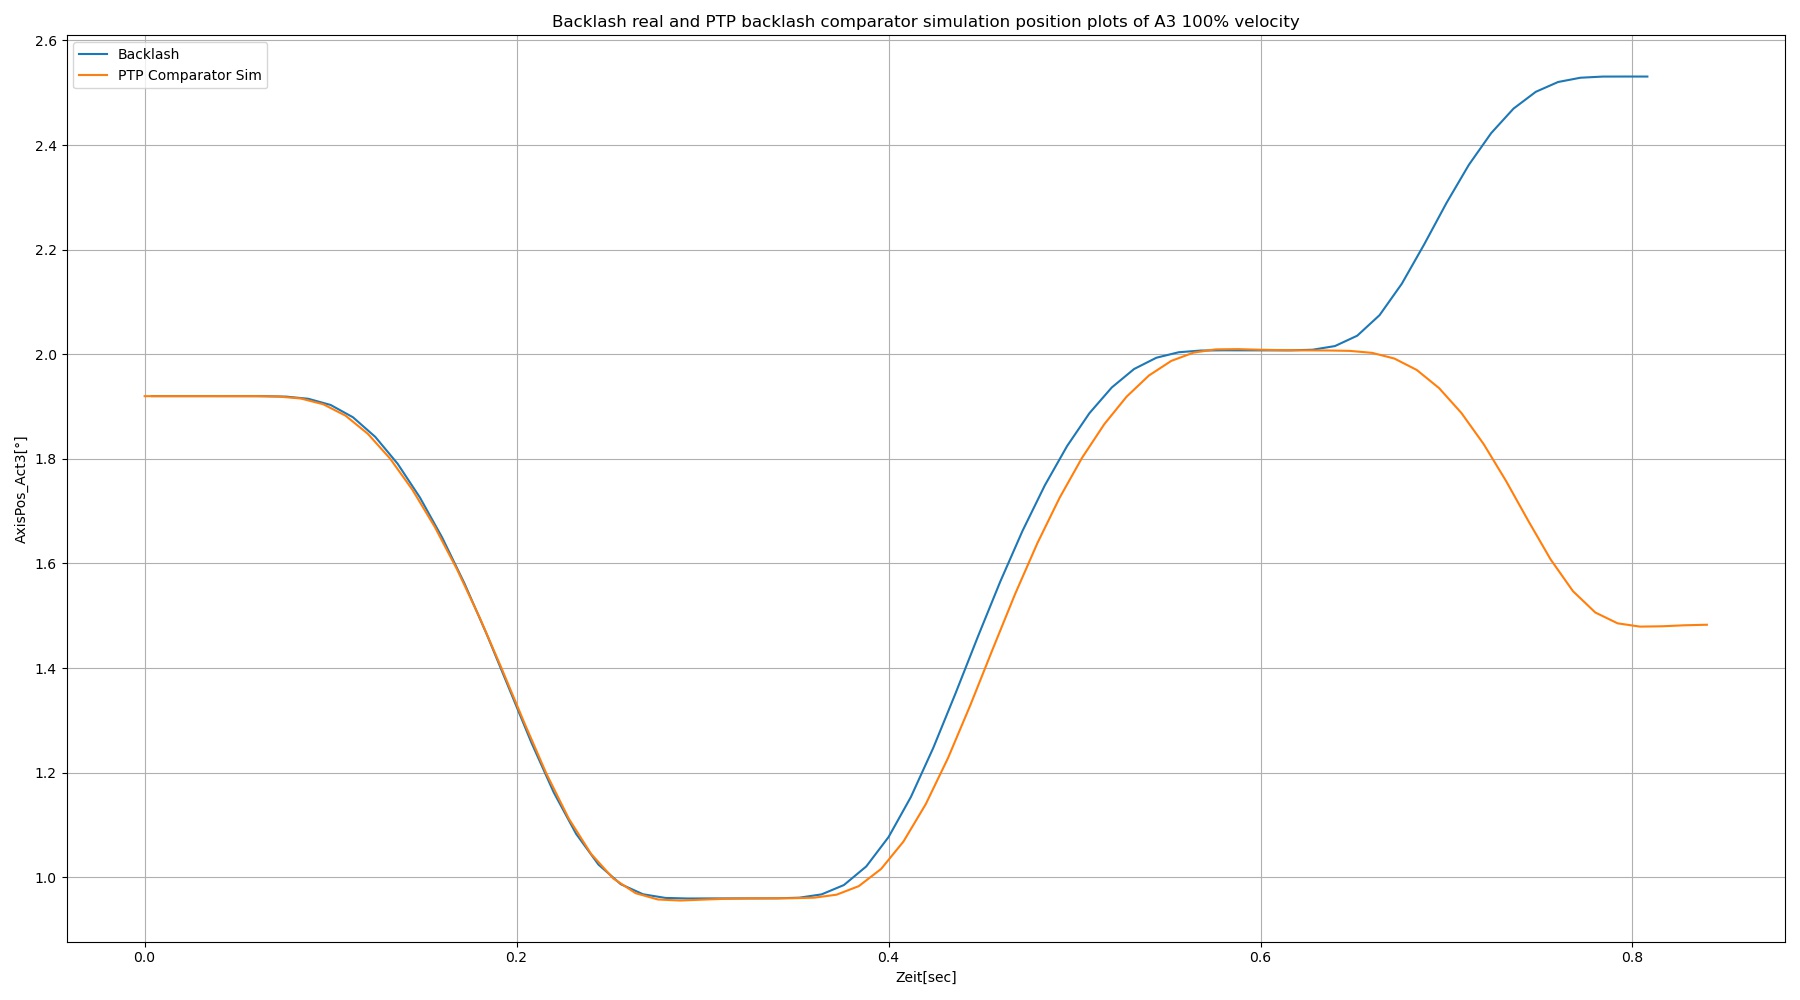 Backlash real and PTP backlash comparator simulation position plots of A3 100% velocity
Backlash
PTP Comparator Sim
2.6
2.4
2.2
2.0
1.8
1.6
1.4
1.2
1.0
AxisPos_Act3[°]
0.0 0.2 0.4 0.6 0.8
Zeit[sec]